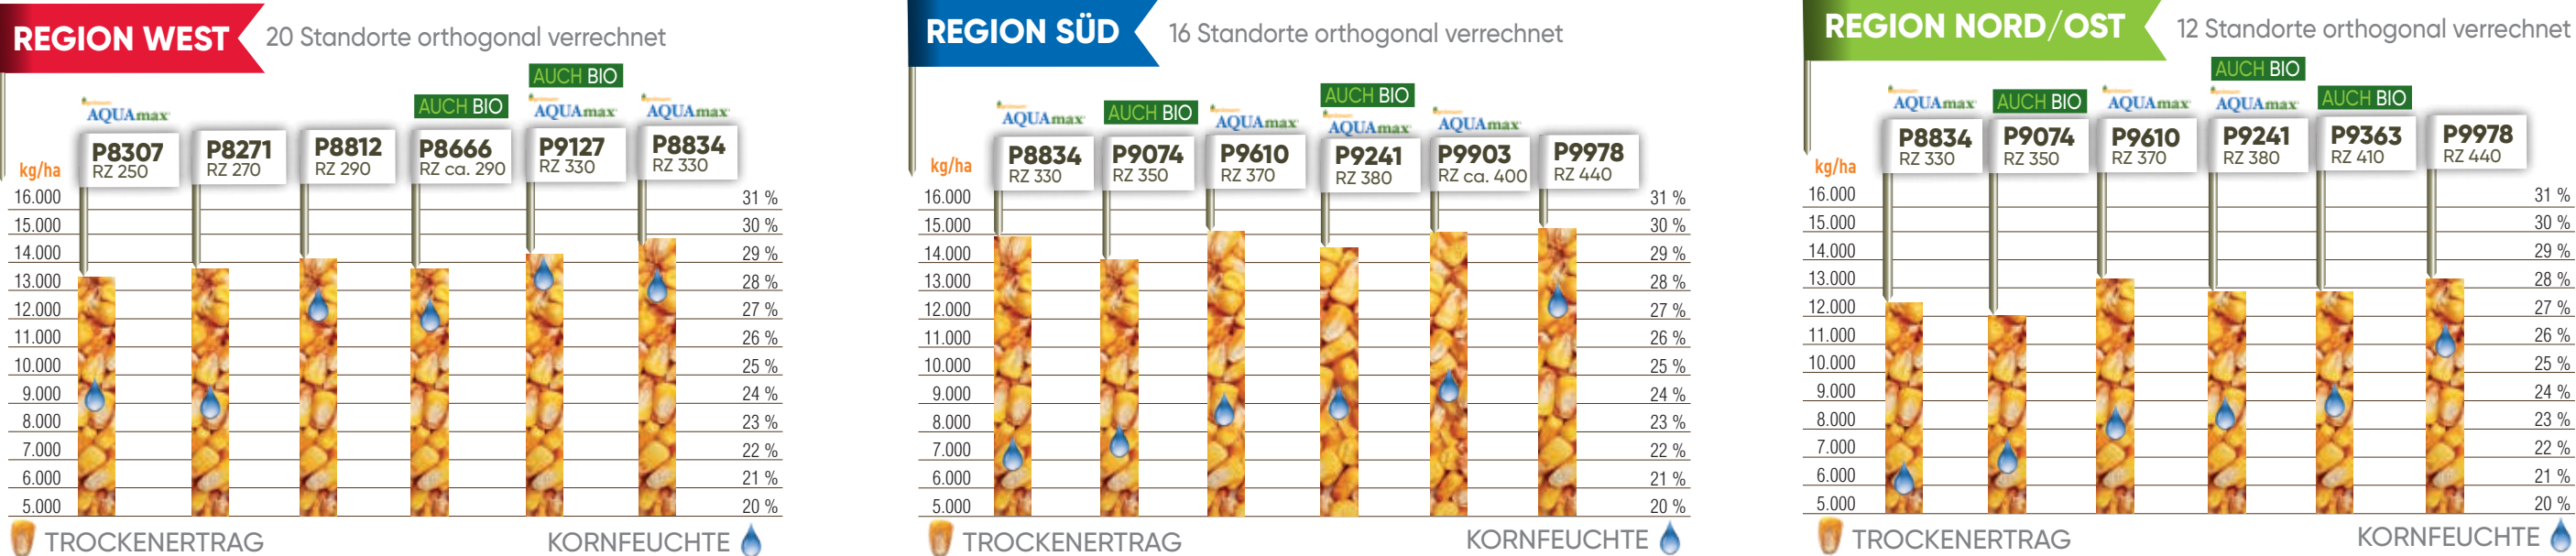 REGION WEST 20 Standorte orthogonal verrechnet
AUCH BIO
AUCH BIO
AQUAmax
AQUAmax
AQUAmax
P8307
RZ 250
P8271
RZ 270
P8812
RZ 290
P8666
RZ ca. 290
P9127
RZ 330
P8834
RZ 330
kg/ha
16.000 31 %
15.000 30 %
14.000 29 %
13.000 28 %
12.000 27 %
11.000 26 %
10.000 25 %
9.000 24 %
8.000 23 %
7.000 22 %
6.000 21 %
5.000 20 %
TROCKENERTRAG KORNFEUCHTE
REGION SÜD 16 Standorte orthogonal verrechnet
AQUAmax
AUCH BIO
AQUAmax
AUCH BIO
AQUAmax
AQUAmax
P8834
RZ 330
P9074
RZ 350
P9610
RZ 370
P9241
RZ 380
P9903
RZ ca. 400
P9978
RZ 440
kg/ha
16.000 31 %
15.000 30 %
14.000 29 %
13.000 28 %
12.000 27 %
11.000 26 %
10.000 25 %
9.000 24 %
8.000 23 %
7.000 22 %
6.000 21 %
5.000 20 %
TROCKENERTRAG KORNFEUCHTE
REGION NORD/OST 12 Standorte orthogonal verrechnet
AQUAmax
AUCH BIO
AQUAmax
AUCH BIO
AQUAmax
AUCH BIO
P8834
RZ 330
P9074
RZ 350
P9610
RZ 370
P9241
RZ 380
P9363
RZ 410
P9978
RZ 440
kg/ha
16.000 31 %
15.000 30 %
14.000 29 %
13.000 28 %
12.000 27 %
11.000 26 %
10.000 25 %
9.000 24 %
8.000 23 %
7.000 22 %
6.000 21 %
5.000 20 %
TROCKENERTRAG KORNFEUCHTE